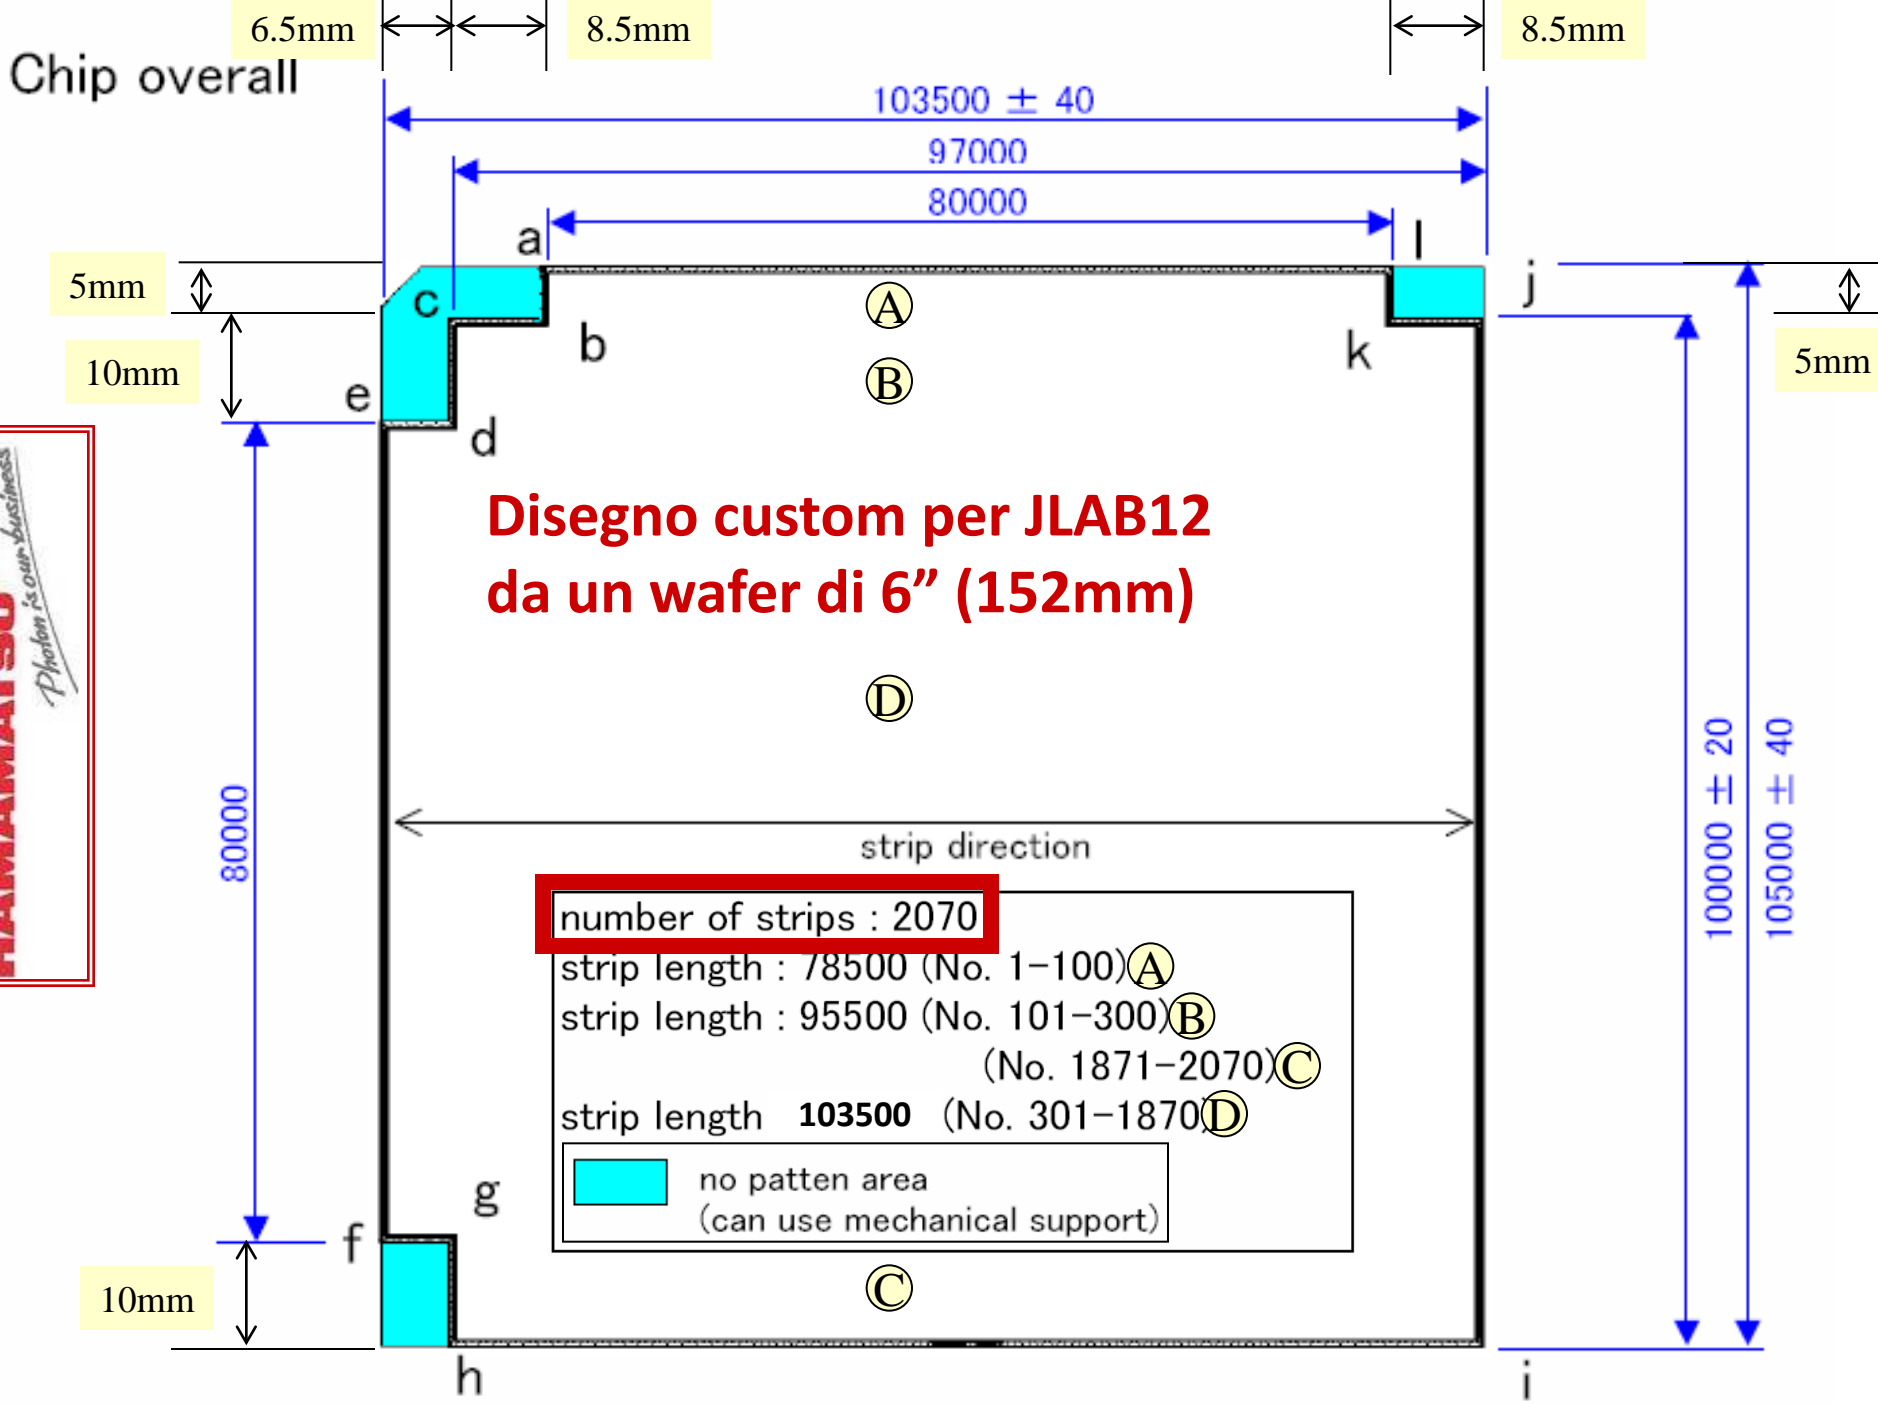 6.5mm
8.5mm
8.5mm
Chip overall
103500 ± 40
97000
80000
a
l
5mm
c
j
A
b
k
5mm
10mm
B
e
d
Photon is our business
HAMAMATSU
Disegno custom per JLAB12
da un wafer di 6” (152mm)
D
80000
100000 ± 20
105000 ± 40
strip direction
number of strips : 2070
strip length : 78500 (No. 1-100) A
strip length : 95500 (No. 101-300) B
(No. 1871-2070) C
strip length 103500 (No. 301-1870) D
no patten area
(can use mechanical support)
g
f
10mm
C
h
i